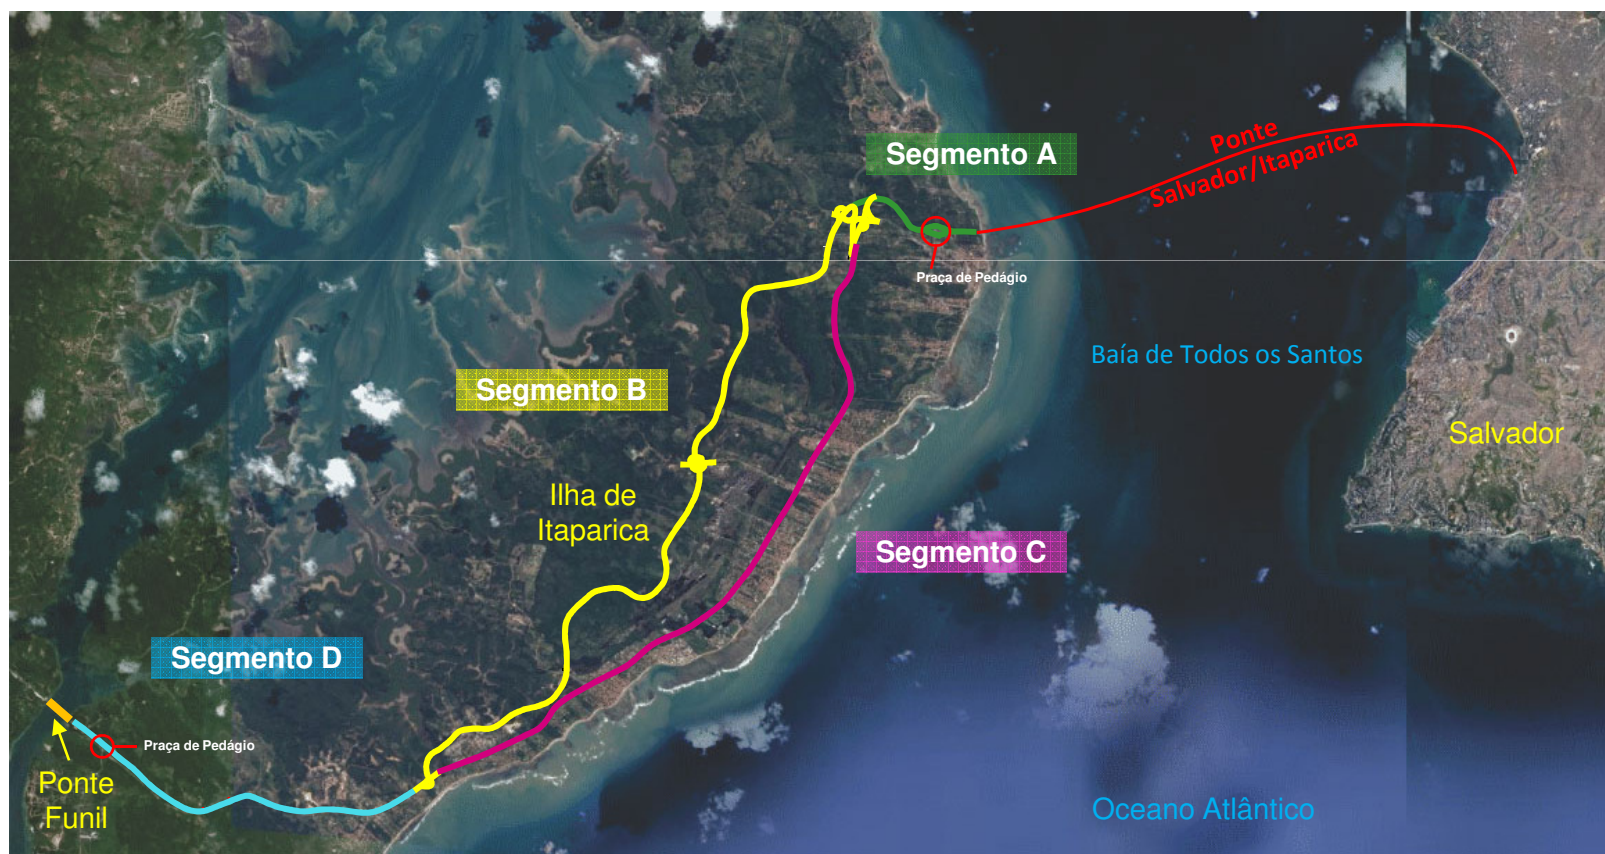 Ponte
Salvador/Itaparica
Segmento A
Praça de Pedágio
Baía de Todos os Santos
Segmento B
Salvador
Ilha de
Itaparica
Segmento C
Segmento D
Praça de Pedágio
Ponte
Funil
Oceano Atlântico